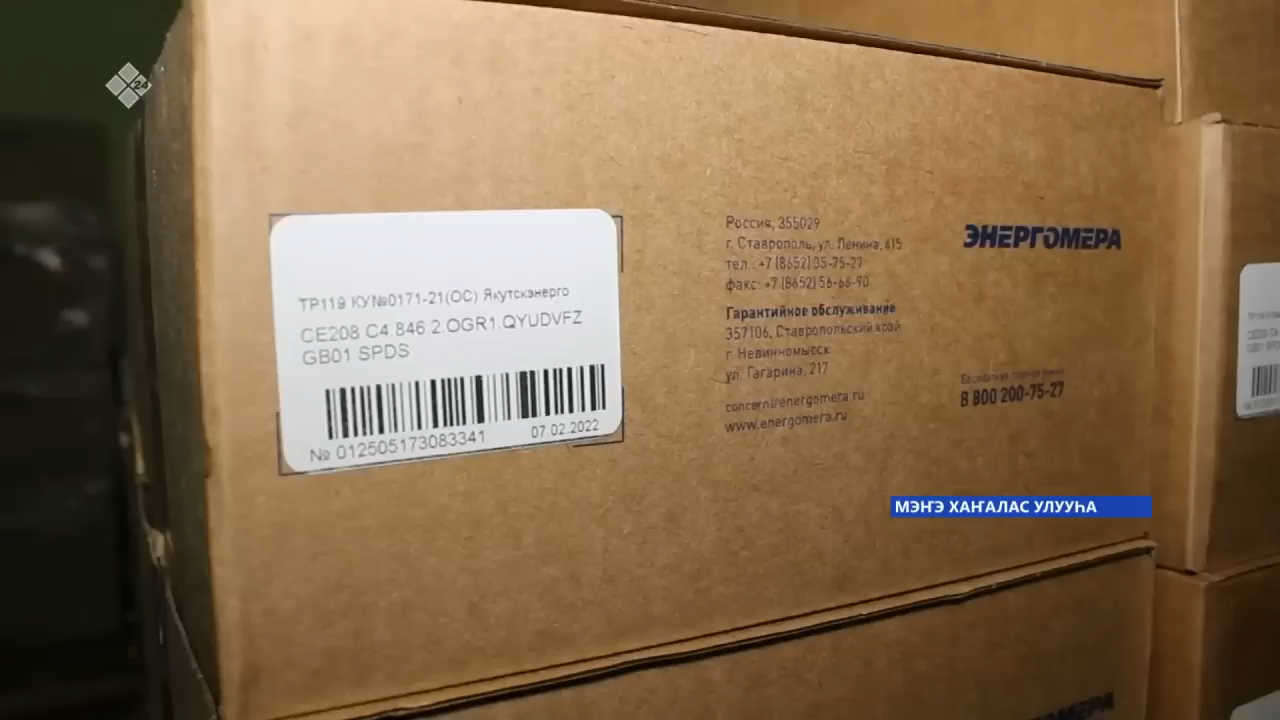 24
ТР119 КУ№0171-21(ОС) Якутскэнерго
CE208 C4.846 2.OGR1.QYUDVFZ
GB01 SPDS
№ 012505173083341
07.02.2022
Россия, 355029
г. Ставрополь, ул. Ленина, 415
тел.: +7 (8652) 35-75-27
факс: +7 (8652) 56-66-90
Гарантийное обслуживание
357106, Ставропольский край
г. Невинномысск
ул. Гагарина, 217
concern@energomera.ru
www.energomera.ru
ЭНЕРГОМЕРА
Бесплатная горячая линия
8 800 200-75-27
МЭҤЭ ХАҤАЛАС УЛУУҺА